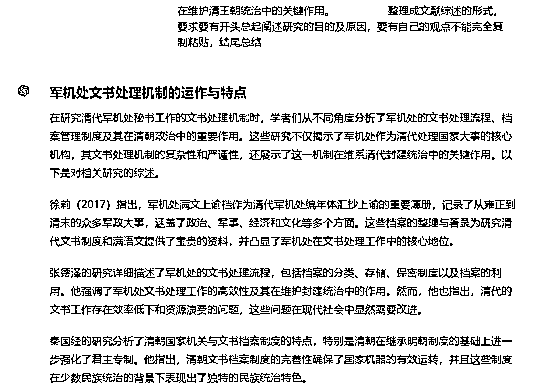 在维护清王朝统治中的关键作用。 整理成文献综述的形式,
要求要有开头总起阐述研究的目的及原因,要有自己的观点不能完全复
制粘贴,结尾总结
军机处文书处理机制的运作与特点
在研究清代军机处秘书工作的文书处理机制时,学者们从不同角度分析了军机处的文书处理流程、档
案管理制度及其在清朝政治中的重要作用。这些研究不仅揭示了军机处作为清代处理国家大事的核心
机构,其文书处理机制的复杂性和严谨性,还展示了这一机制在维系清代封建统治中的关键作用。以
下是对相关研究的综述。
徐莉(2017)指出,军机处满文上谕档作为清代军机处编年体汇抄上谕的重要簿册,记录了从雍正到
清末的众多军政大事,涵盖了政治、军事、经济和文化等多个方面。这些档案的整理与著录为研究清
代文书制度和满语文提供了宝贵的资料,并凸显了军机处在文书处理工作中的核心地位。
的研究详细描述了军机处的文书处理流程,包括档案的分类、存储、保密制度以及档案的利
用。他强调了军机处文书处理工作的高效性及其在维护封建统治中的作用。然而,他也指出,清代的
文书工作存在效率低下和资源浪费的问题,这些问题在现代社会中显然需要改进。
秦国经的研究分析了清朝国家机关与文书档案制度的特点,特别是清朝在继承明朝制度的基础上进一
步强化了君主专制。他指出,清朝文书档案制度的完善性确保了国家机器的有效运转,并且这些制度
在少数民族统治的背景下表现出了独特的民族统治特色。